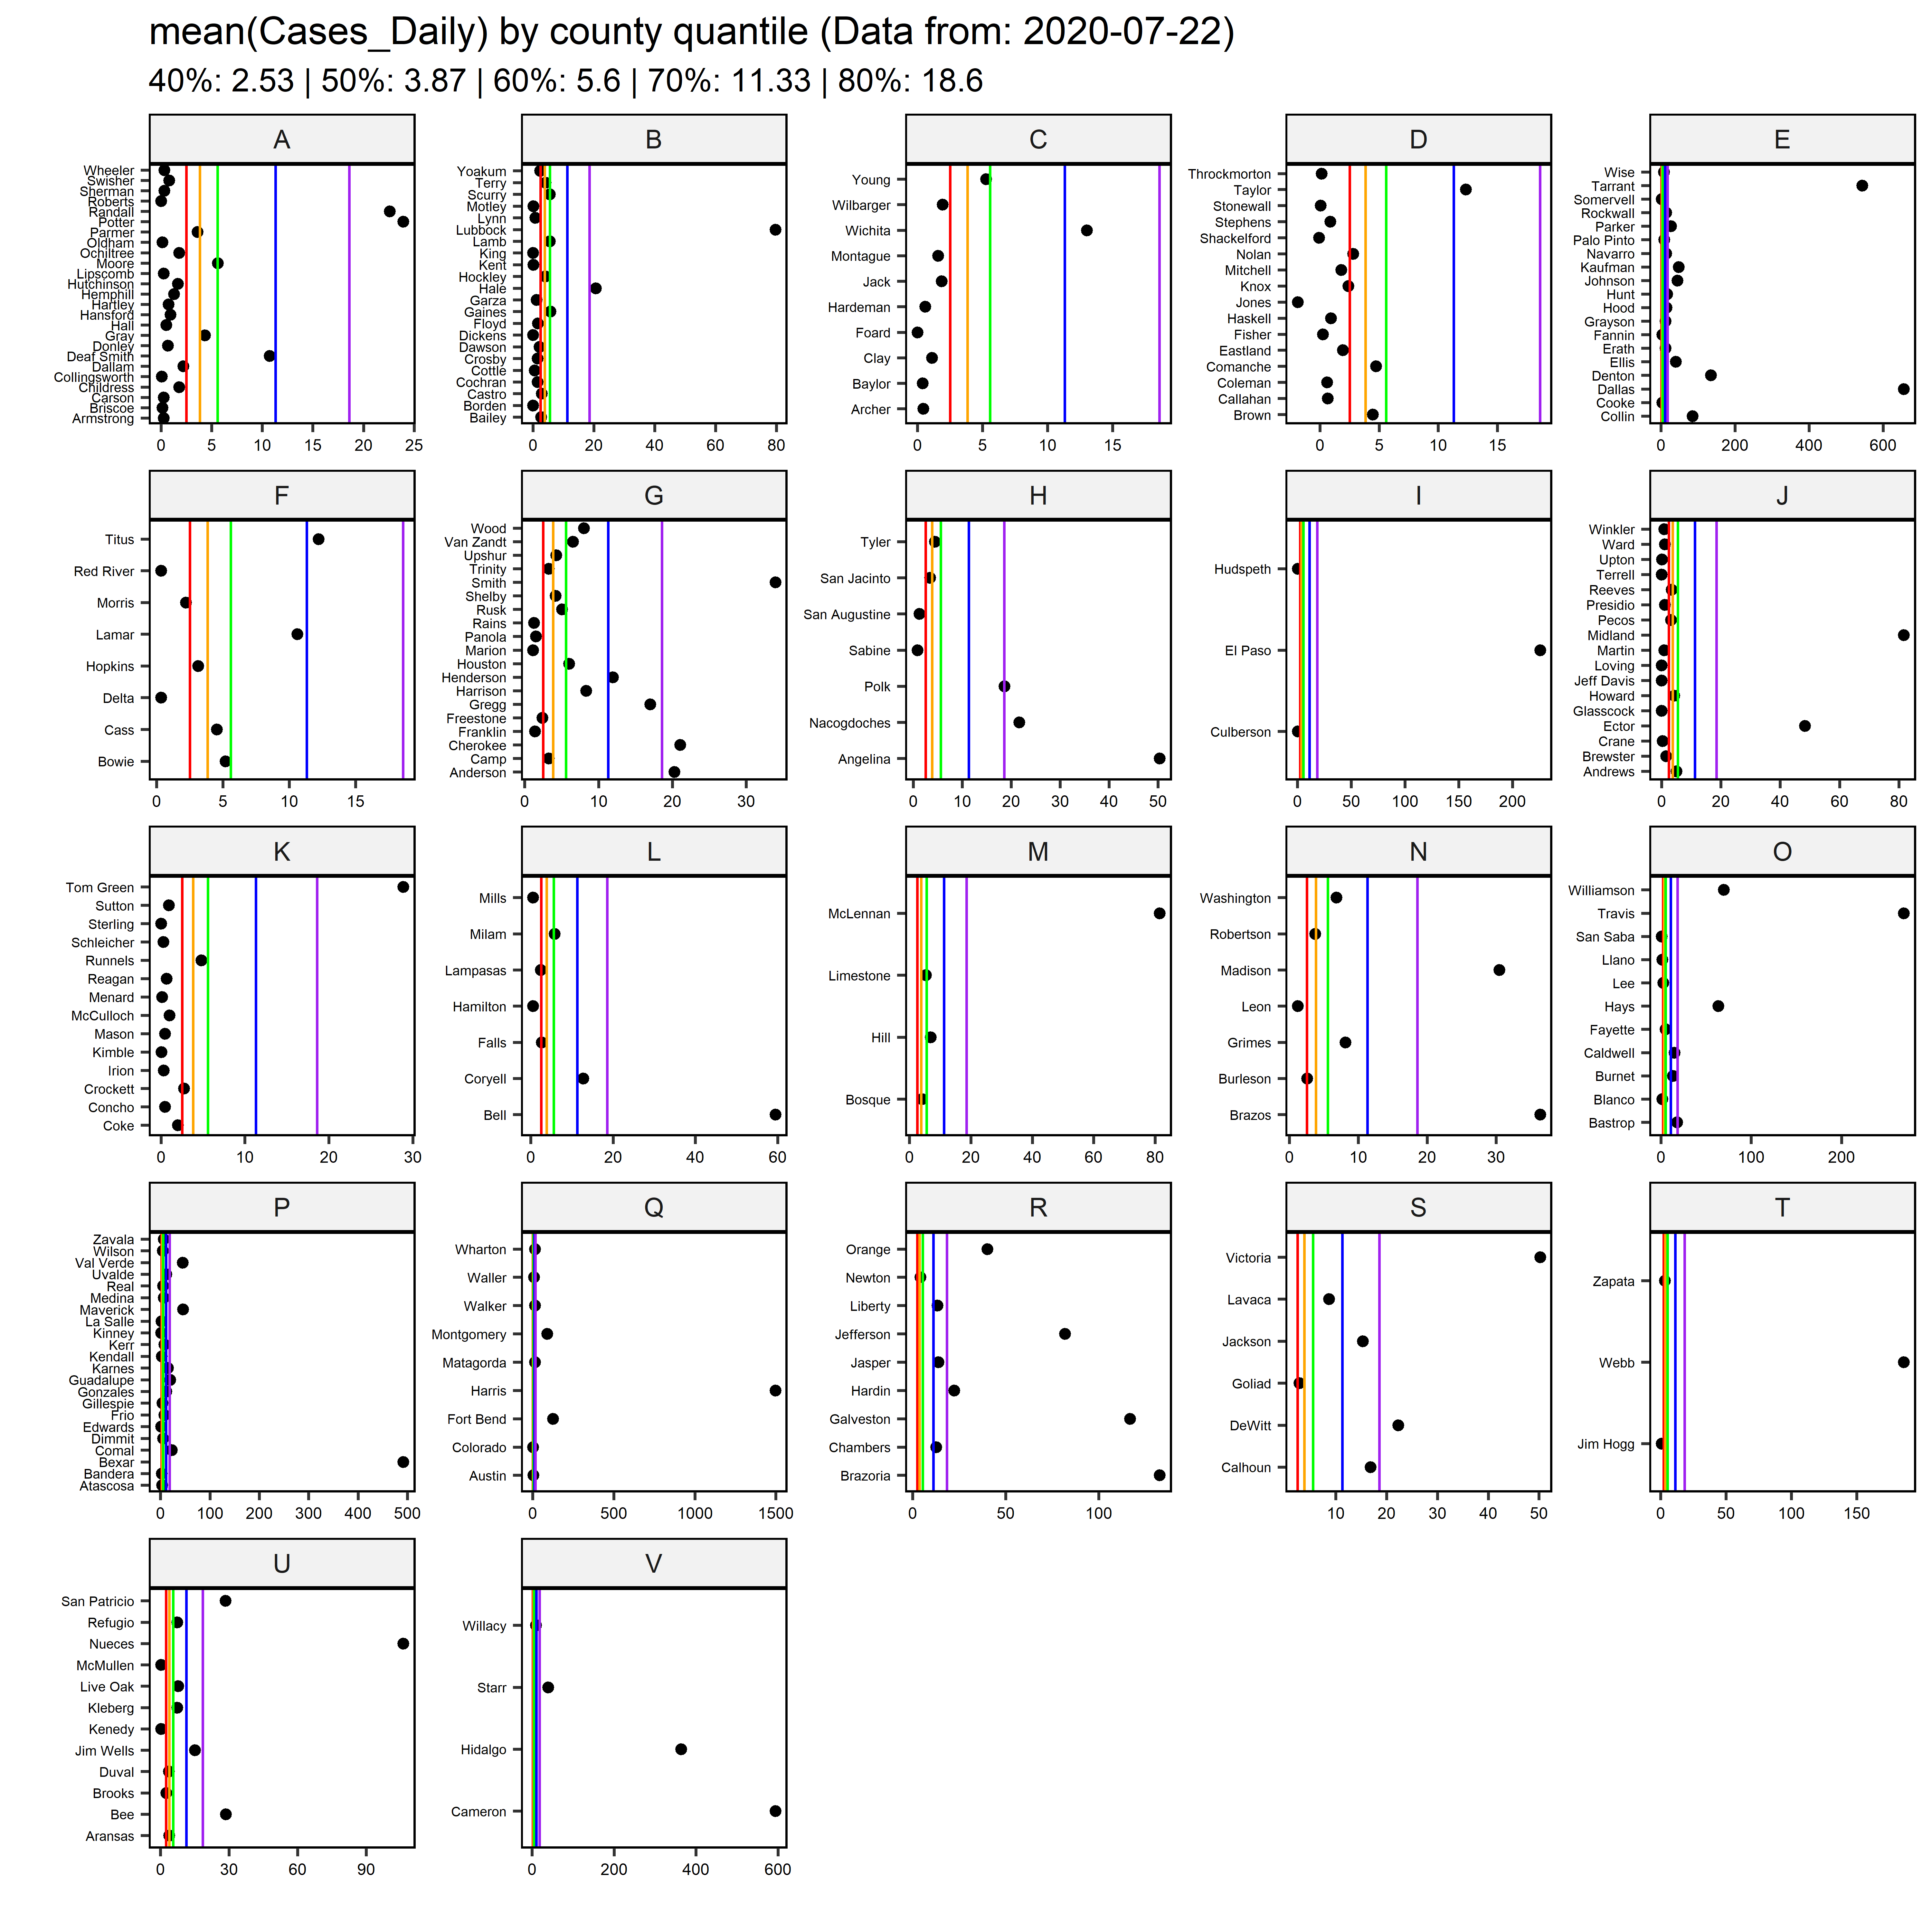 mean(Cases_Daily) by county quantile (Data from: 2020-07-22)
40%: 2.53 | 50%: 3.87 | 60%: 5.6 | 70%: 11.33 | 80%: 18.6
A
Wheeler
Swisher
Sherman
Roberts
Randall
Potter
Parmer
Oldham
Ochiltree
Moore
Lipscomb
Hutchinson
Hemphill
Hartley
Hansford
Hall
Gray
Donley
Deaf Smith
Dallam
Collingsworth
Childress
Carson
Briscoe
Armstrong
0 5 10 15 20 25
B
Yoakum
Terry
Scurry
Motley
Lynn
Lubbock
Lamb
King
Kent
Hockley
Hale
Garza
Gaines
Floyd
Dickens
Dawson
Crosby
Cottle
Cochran
Castro
Borden
Bailey
0 20 40 60 80
C
Young
Wilbarger
Wichita
Montague
Jack
Hardeman
Foard
Clay
Baylor
Archer
0 5 10 15
D
Throckmorton
Taylor
Stonewall
Stephens
Shackelford
Nolan
Mitchell
Knox
Jones
Haskell
Fisher
Eastland
Comanche
Coleman
Callahan
Brown
0 5 10 15
E
Wise
Tarrant
Somervell
Rockwall
Parker
Palo Pinto
Navarro
Kaufman
Johnson
Hunt
Hood
Grayson
Fannin
Erath
Ellis
Denton
Dallas
Cooke
Collin
0 200 400 600
F
Titus
Red River
Morris
Lamar
Hopkins
Delta
Cass
Bowie
0 5 10 15
G
Wood
Van Zandt
Upshur
Trinity
Smith
Shelby
Rusk
Rains
Panola
Marion
Houston
Henderson
Harrison
Gregg
Freestone
Franklin
Cherokee
Camp
Anderson
0 10 20 30
H
Tyler
San Jacinto
San Augustine
Sabine
Polk
Nacogdoches
Angelina
0 10 20 30 40 50
I
Hudspeth
El Paso
Culberson
0 50 100 150 200
J
Winkler
Ward
Upton
Terrell
Reeves
Presidio
Pecos
Midland
Martin
Loving
Jeff Davis
Howard
Glasscock
Ector
Crane
Brewster
Andrews
0 20 40 60 80
K
Tom Green
Sutton
Sterling
Schleicher
Runnels
Reagan
Menard
McCulloch
Mason
Kimble
Irion
Crockett
Concho
Coke
0 10 20 30
L
Mills
Milam
Lampasas
Hamilton
Falls
Coryell
Bell
0 20 40 60
M
McLennan
Limestone
Hill
Bosque
0 20 40 60 80
N
Washington
Robertson
Madison
Leon
Grimes
Burleson
Brazos
0 10 20 30
O
Williamson
Travis
San Saba
Llano
Lee
Hays
Fayette
Caldwell
Burnet
Blanco
Bastrop
0 100 200
P
Zavala
Wilson
Val Verde
Uvalde
Real
Medina
Maverick
La Salle
Kinney
Kerr
Kendall
Karnes
Guadalupe
Gonzales
Gillespie
Frio
Edwards
Dimmit
Comal
Bexar
Bandera
Atascosa
0 100 200 300 400 500
Q
Wharton
Waller
Walker
Montgomery
Matagorda
Harris
Fort Bend
Colorado
Austin
0 500 1000 1500
R
Orange
Newton
Liberty
Jefferson
Jasper
Hardin
Galveston
Chambers
Brazoria
0 50 100
S
Victoria
Lavaca
Jackson
Goliad
DeWitt
Calhoun
10 20 30 40 50
T
Zapata
Webb
Jim Hogg
0 50 100 150
U
San Patricio
Refugio
Nueces
McMullen
Live Oak
Kleberg
Kenedy
Jim Wells
Duval
Brooks
Bee
Aransas
0 30 60 90
V
Willacy
Starr
Hidalgo
Cameron
0 200 400 600